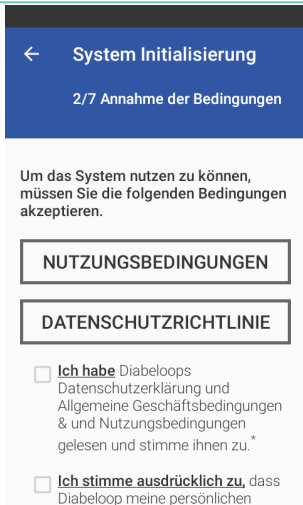 System Initialisierung
2/7 Annahme der Bedingungen
Um das System nutzen zu können,
müssen Sie die folgenden Bedingungen
akzeptieren.
NUTZUNGSBEDINGUNGEN
DATENSCHUTZRICHTLINIE
Ich habe Diabeloops
Datenschutzerklärung und
Allgemeine Geschäftsbedingungen
& und Nutzungsbedingungen
gelesen und stimme ihnen zu.*
Ich stimme ausdrücklich zu, dass
Diabeloop meine persönlichen